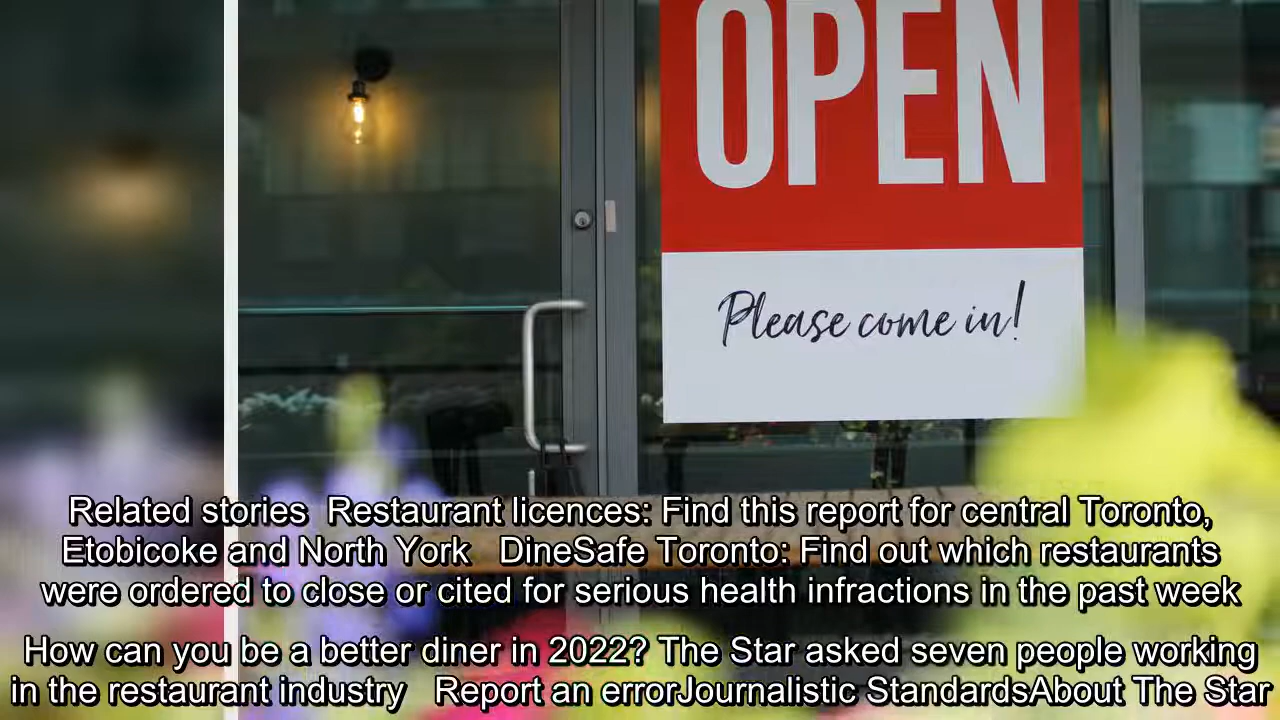 OPEN
Please come in!
Related stories  Restaurant licences: Find this report for central Toronto,
Etobicoke and North York   DineSafe Toronto: Find out which restaurants
were ordered to close or cited for serious health infractions in the past week
How can you be a better diner in 2022? The Star asked seven people working
in the restaurant industry   Report an errorJournalistic StandardsAbout The Star